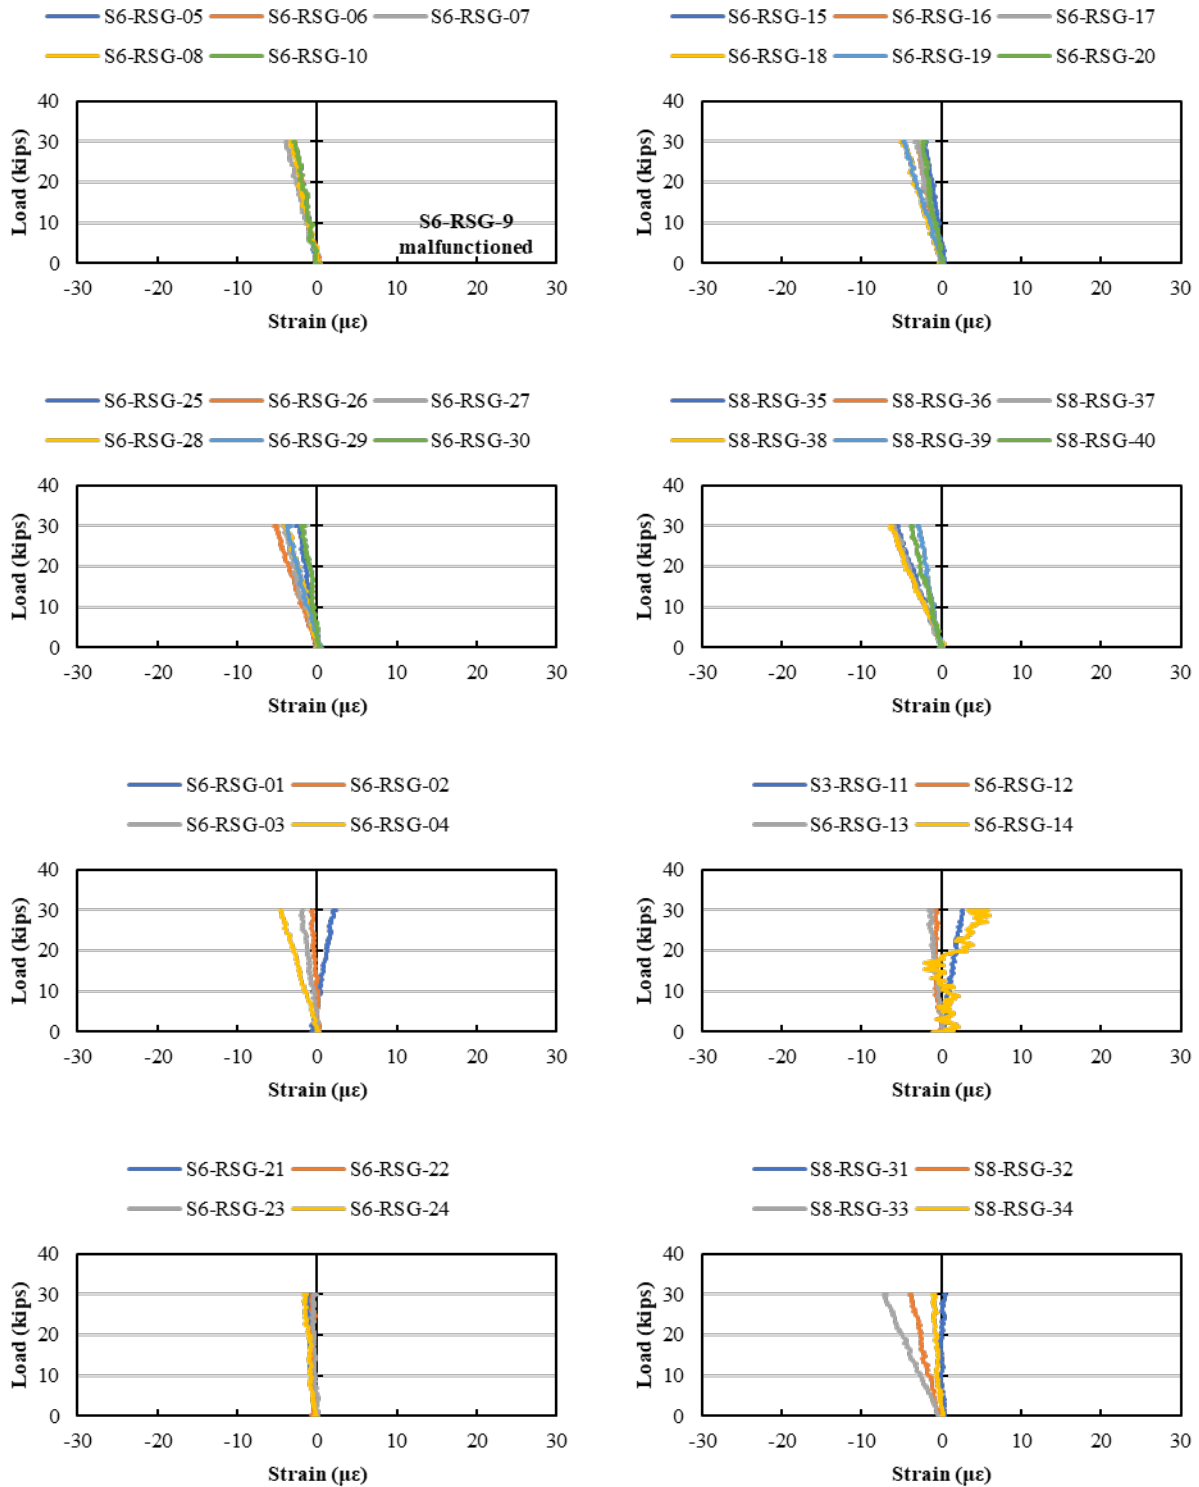 S6-RSG-05 S6-RSG-06 S6-RSG-07
S6-RSG-08 S6-RSG-10
40
30
20
10
0
Load (kips)
S6-RSG-9
malfunctioned
-30 -20 -10 0 10 20 30
Strain (με)
S6-RSG-15 S6-RSG-16 S6-RSG-17
S6-RSG-18 S6-RSG-19 S6-RSG-20
40
30
20
10
0
Load (kips)
-30 -20 -10 0 10 20 30
Strain (με)
S6-RSG-25 S6-RSG-26 S6-RSG-27
S6-RSG-28 S6-RSG-29 S6-RSG-30
40
30
20
10
0
Load (kips)
-30 -20 -10 0 10 20 30
Strain (με)
S8-RSG-35 S8-RSG-36 S8-RSG-37
S8-RSG-38 S8-RSG-39 S8-RSG-40
40
30
20
10
0
Load (kips)
-30 -20 -10 0 10 20 30
Strain (με)
S6-RSG-01 S6-RSG-02
S6-RSG-03 S6-RSG-04
40
30
20
10
0
Load (kips)
-30 -20 -10 0 10 20 30
Strain (με)
S3-RSG-11 S6-RSG-12
S6-RSG-13 S6-RSG-14
40
30
20
10
0
Load (kips)
-30 -20 -10 0 10 20 30
Strain (με)
S6-RSG-21 S6-RSG-22
S6-RSG-23 S6-RSG-24
40
30
20
10
0
Load (kips)
-30 -20 -10 0 10 20 30
Strain (με)
S8-RSG-31 S8-RSG-32
S8-RSG-33 S8-RSG-34
40
30
20
10
0
Load (kips)
-30 -20 -10 0 10 20 30
Strain (με)